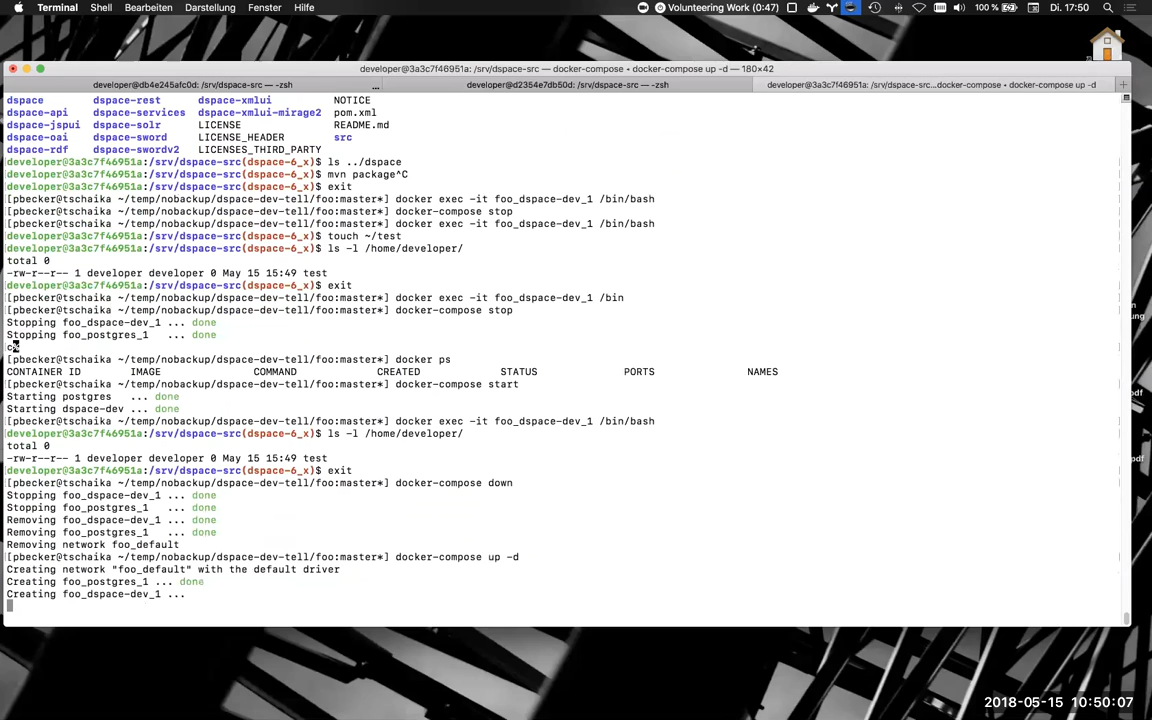 Terminal Shell Bearbeiten Darstellung Fenster Hilfe Volunteering Work (0:47) 100 % Di. 17:50
developer@3a3c7f46951a: /srv/dspace-src — docker-compose • docker-compose up -d — 180×42
developer@db4e245afc0d: /srv/dspace-src — -zsh ... developer@d2354e7db50d: /srv/dspace-src — -zsh developer@3a3c7f46951a: /srv/dspace-src...docker-compose • docker-compose up -d +
dspace dspace-rest dspace-xmlui NOTICE
dspace-api dspace-services dspace-xmlui-mirage2 pom.xml
dspace-jspui dspace-solr LICENSE README.md
dspace-oai dspace-sword LICENSE_HEADER src
dspace-rdf dspace-swordv2 LICENSES_THIRD_PARTY
developer@3a3c7f46951a:/srv/dspace-src(dspace-6_x)$ ls ../dspace
developer@3a3c7f46951a:/srv/dspace-src(dspace-6_x)$ mvn package^C
developer@3a3c7f46951a:/srv/dspace-src(dspace-6_x)$ exit
[pbecker@tschaika ~/temp/nobackup/dspace-dev-tell/foo:master*] docker exec -it foo_dspace-dev_1 /bin/bash
[pbecker@tschaika ~/temp/nobackup/dspace-dev-tell/foo:master*] docker-compose stop
[pbecker@tschaika ~/temp/nobackup/dspace-dev-tell/foo:master*] docker exec -it foo_dspace-dev_1 /bin/bash
developer@3a3c7f46951a:/srv/dspace-src(dspace-6_x)$ touch ~/test
developer@3a3c7f46951a:/srv/dspace-src(dspace-6_x)$ ls -l /home/developer/
total 0
-rw-r--r-- 1 developer developer 0 May 15 15:49 test
developer@3a3c7f46951a:/srv/dspace-src(dspace-6_x)$ exit
[pbecker@tschaika ~/temp/nobackup/dspace-dev-tell/foo:master*] docker exec -it foo_dspace-dev_1 /bin
[pbecker@tschaika ~/temp/nobackup/dspace-dev-tell/foo:master*] docker-compose stop
Stopping foo_dspace-dev_1 ... done
Stopping foo_postgres_1 ... done
[pbecker@tschaika ~/temp/nobackup/dspace-dev-tell/foo:master*] docker ps
CONTAINER ID IMAGE COMMAND CREATED STATUS PORTS NAMES
[pbecker@tschaika ~/temp/nobackup/dspace-dev-tell/foo:master*] docker-compose start
Starting postgres ... done
Starting dspace-dev ... done
[pbecker@tschaika ~/temp/nobackup/dspace-dev-tell/foo:master*] docker exec -it foo_dspace-dev_1 /bin/bash
developer@3a3c7f46951a:/srv/dspace-src(dspace-6_x)$ ls -l /home/developer/
total 0
-rw-r--r-- 1 developer developer 0 May 15 15:49 test
developer@3a3c7f46951a:/srv/dspace-src(dspace-6_x)$ exit
[pbecker@tschaika ~/temp/nobackup/dspace-dev-tell/foo:master*] docker-compose down
Stopping foo_dspace-dev_1 ... done
Stopping foo_postgres_1 ... done
Removing foo_dspace-dev_1 ... done
Removing foo_postgres_1 ... done
Removing network foo_default
[pbecker@tschaika ~/temp/nobackup/dspace-dev-tell/foo:master*] docker-compose up -d
Creating network "foo_default" with the default driver
Creating foo_postgres_1 ... done
Creating foo_dspace-dev_1 ...
2018-05-15 10:50:07